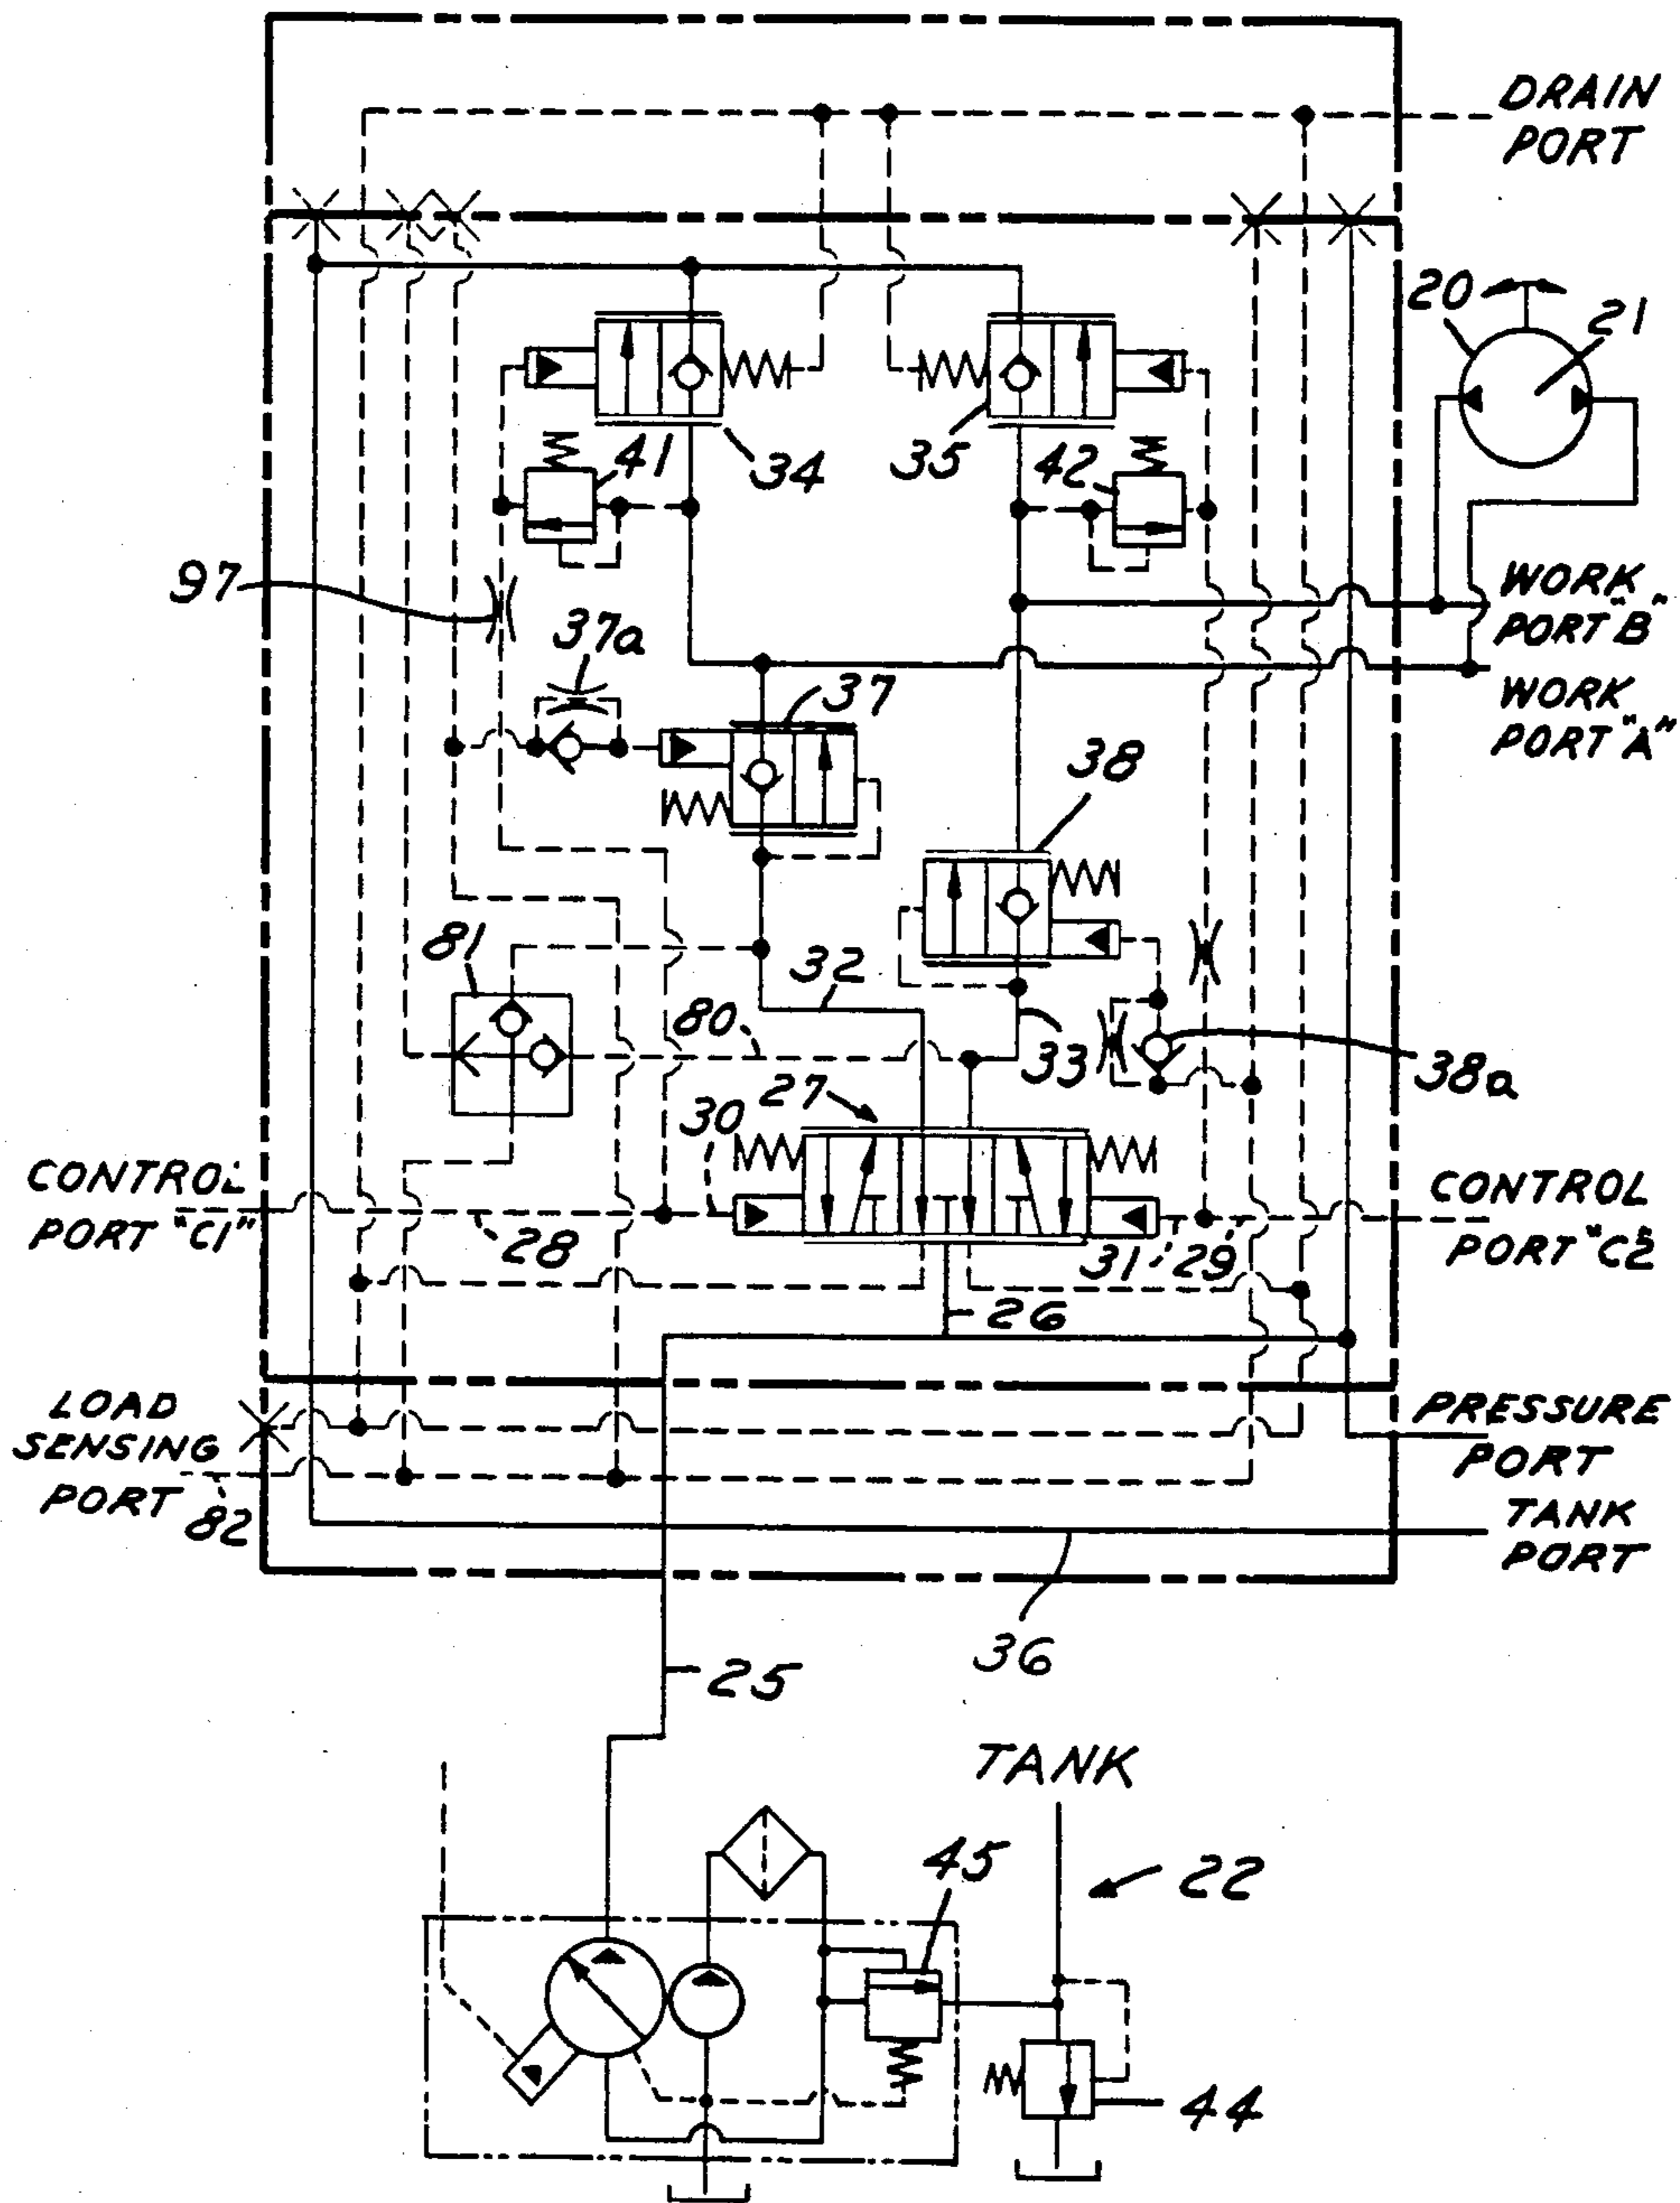 DRAIN
PORT
20
21
41
34
35
42
97
37a
37
WORK
PORT "B"
WORK
PORT "A"
38
81
32
80
33
38a
27
30
CONTROL
PORT "C1"
28
31
29
CONTROL
PORT "C2
26
LOAD
SENSING
PORT
82
PRESSURE
PORT
TANK
PORT
36
25
TANK
45
22
44